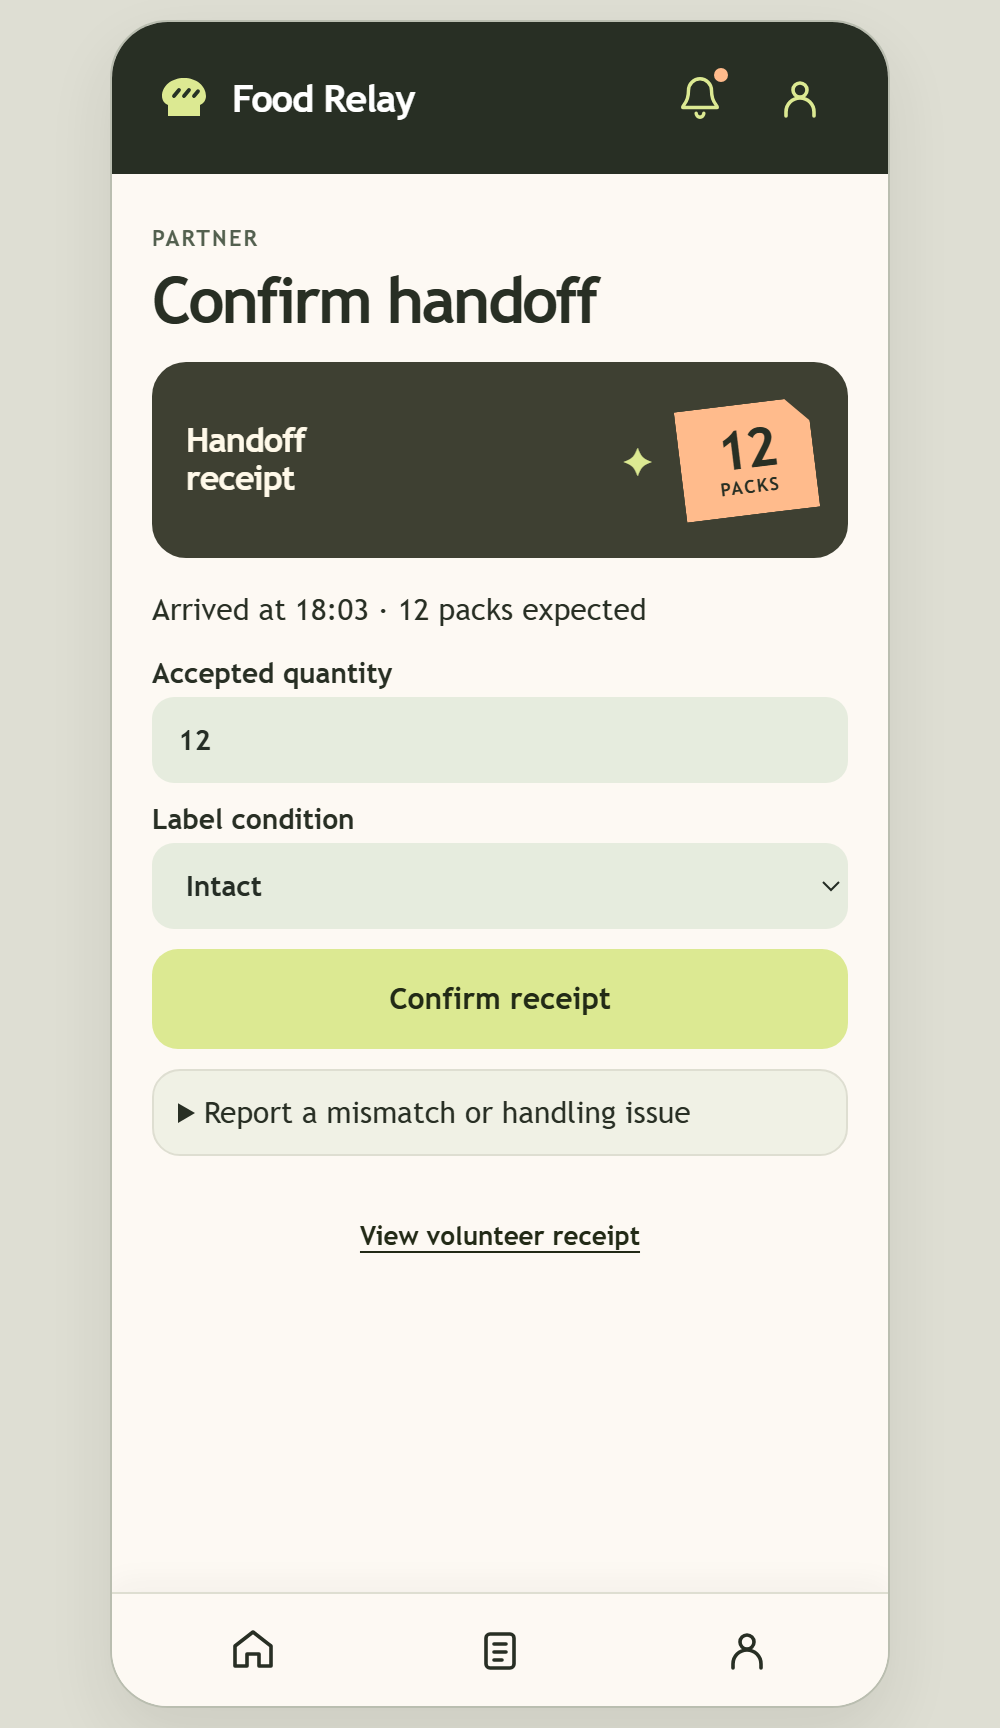 Food Relay
PARTNER
Confirm handoff
Handoff
receipt
12
PACKS
Arrived at 18:03 · 12 packs expected
Accepted quantity
12
Label condition
Intact
Confirm receipt
Report a mismatch or handling issue
View volunteer receipt